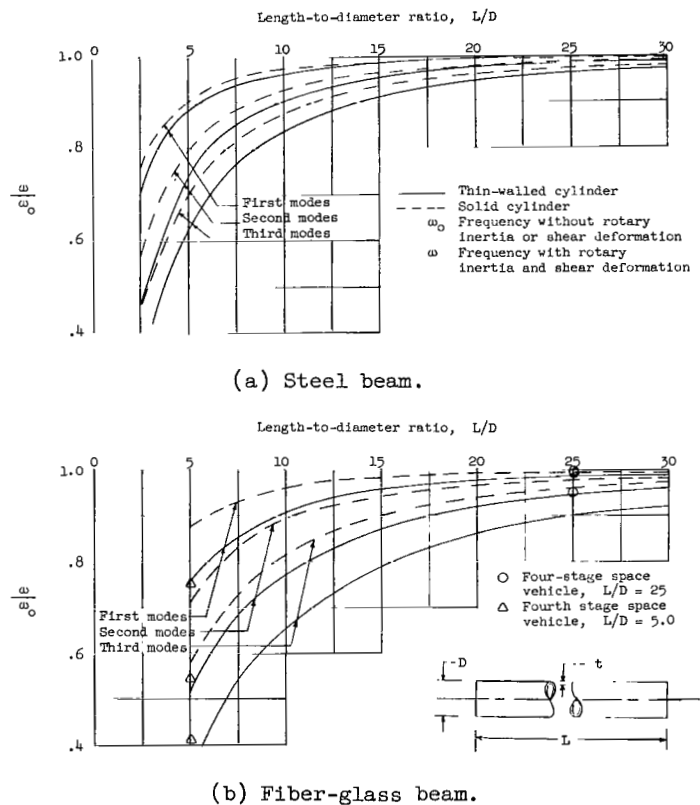 Length-to-diameter ratio, L/D
0 5 10 15 20 25 30
1.0
.8
.6
.4
ω/ω₀
First modes
Second modes
Third modes
Thin-walled cylinder
Solid cylinder
ω₀ Frequency without rotary
inertia or shear deformation
ω Frequency with rotary
inertia and shear deformation
(a) Steel beam.
Length-to-diameter ratio, L/D
0 5 10 15 20 25 30
1.0
.8
.6
.4
ω/ω₀
First modes
Second modes
Third modes
Four-stage space
vehicle, L/D = 25
Fourth stage space
vehicle, L/D = 5.0
D
t
L
(b) Fiber-glass beam.